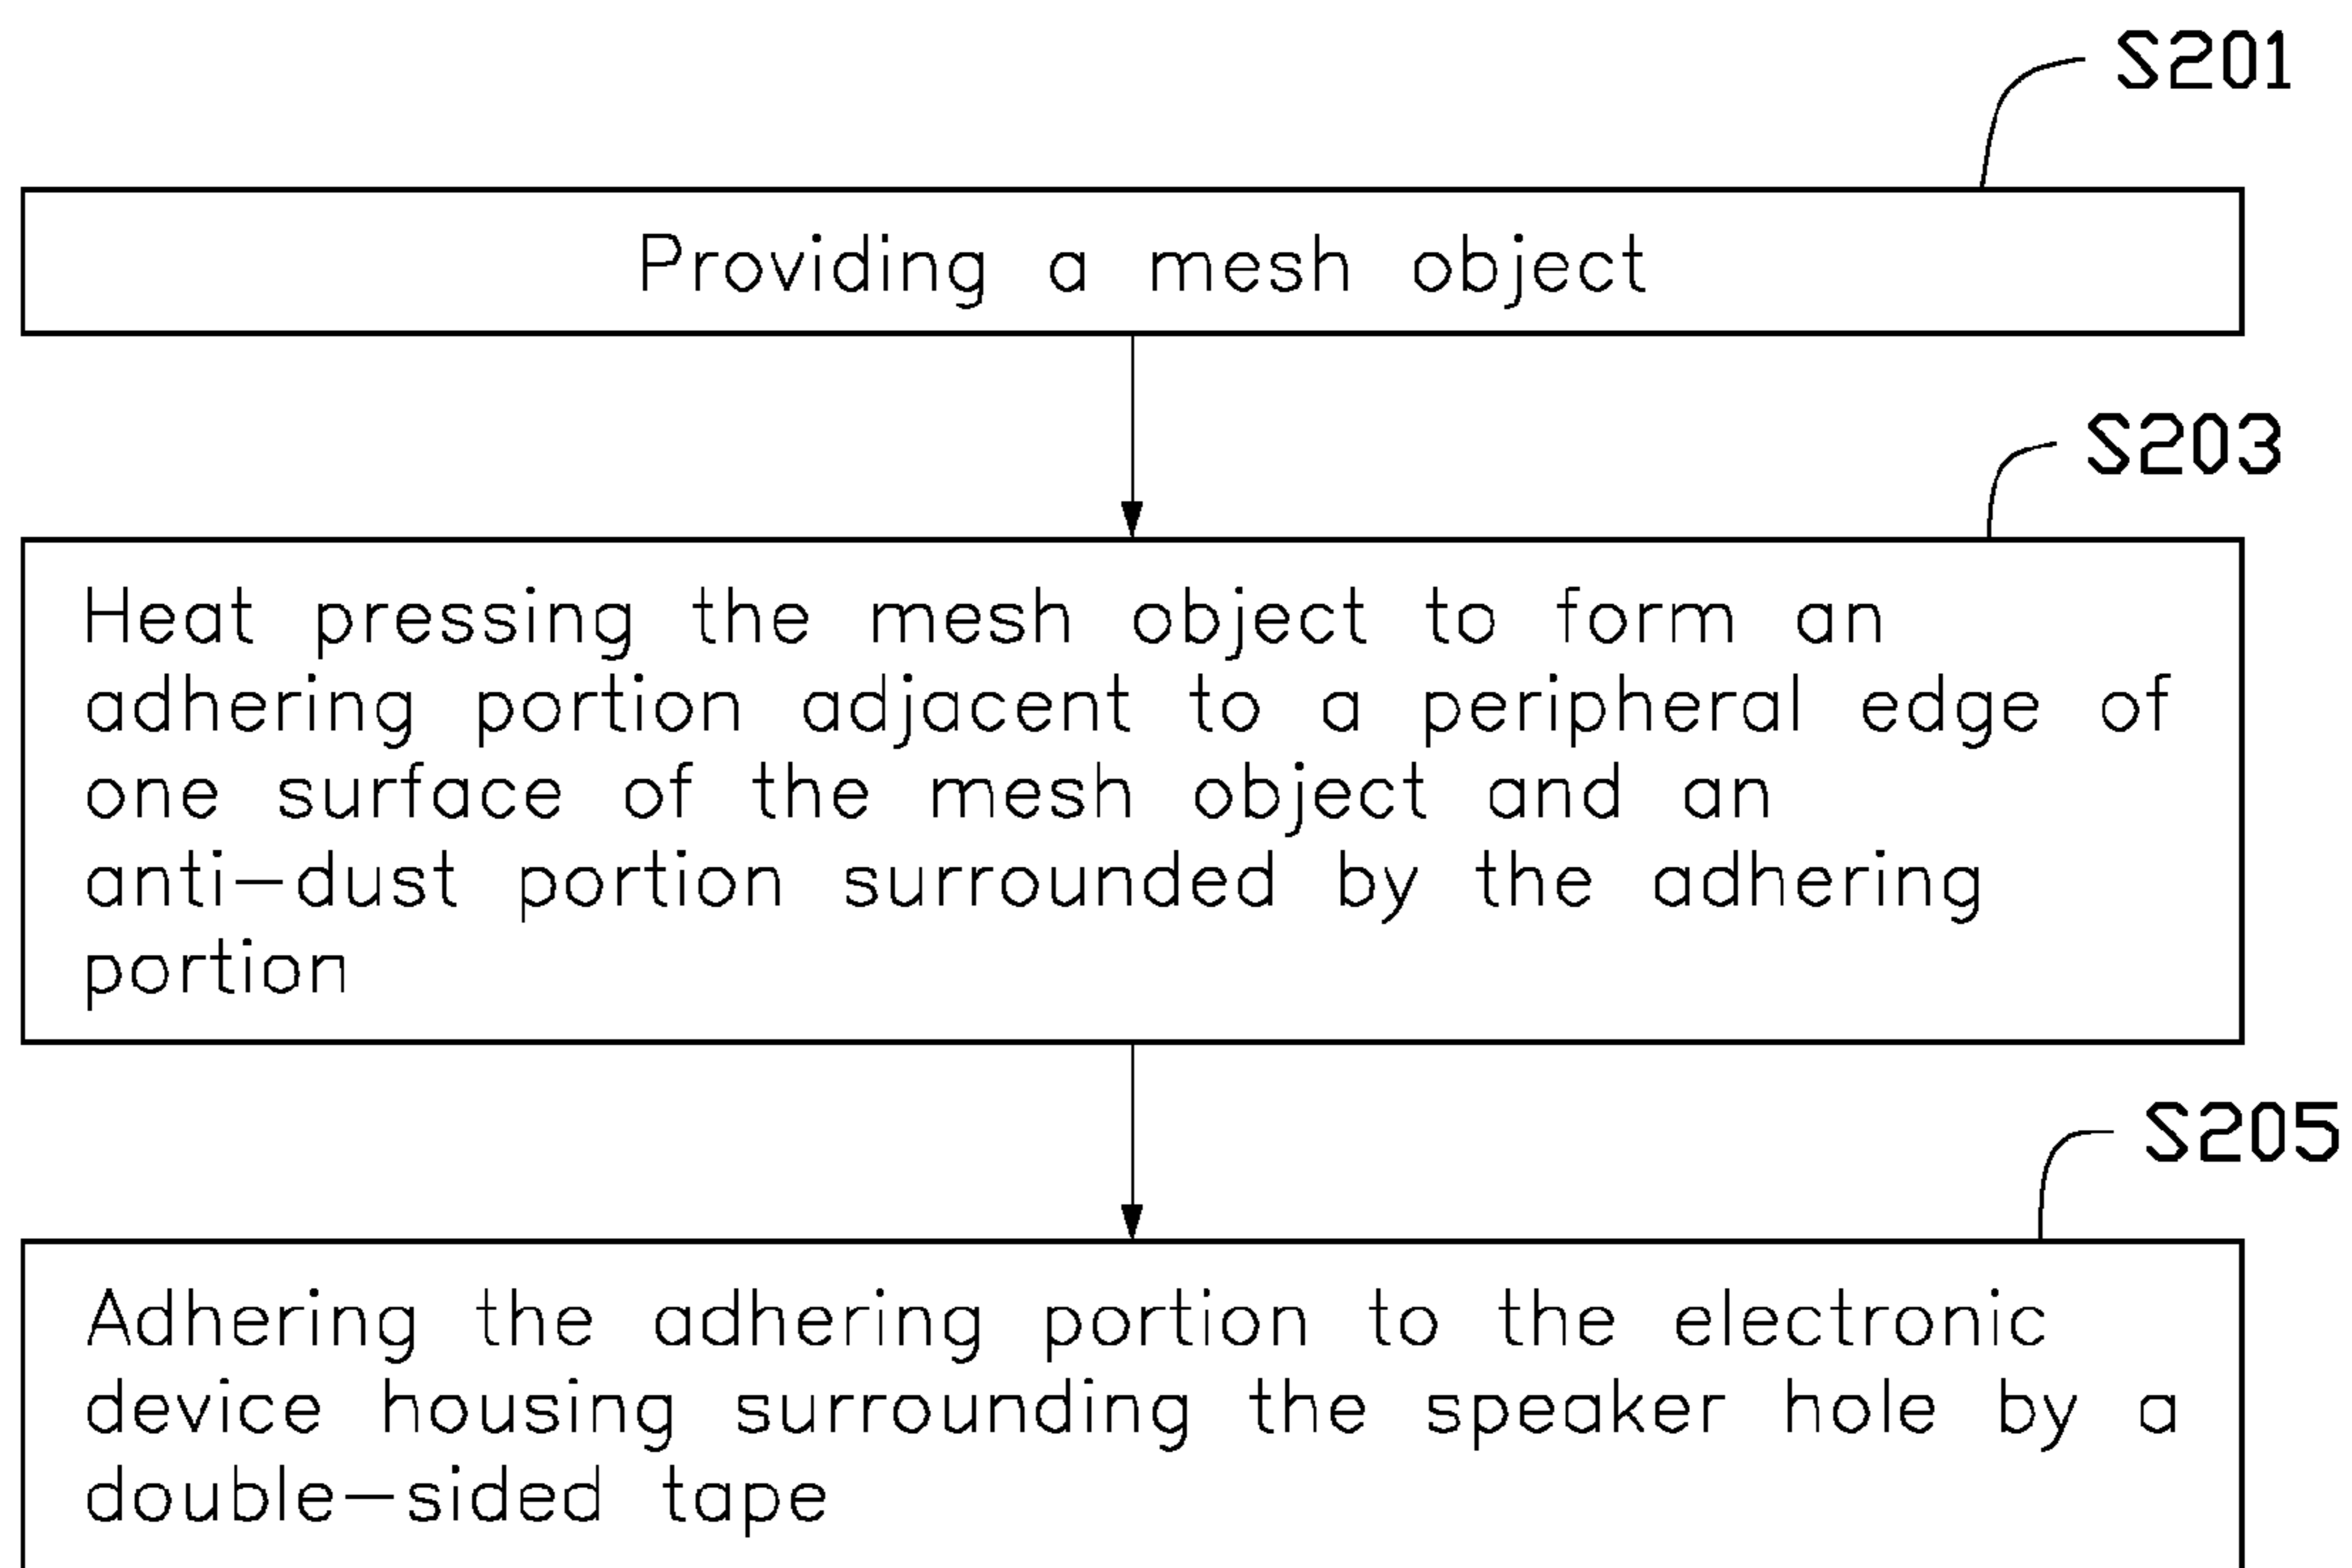 S201
Providing a mesh object
S203
Heat pressing the mesh object to form an
adhering portion adjacent to a peripheral edge of
one surface of the mesh object and an
anti-dust portion surrounded by the adhering
portion
S205
Adhering the adhering portion to the electronic
device housing surrounding the speaker hole by a
double-sided tape